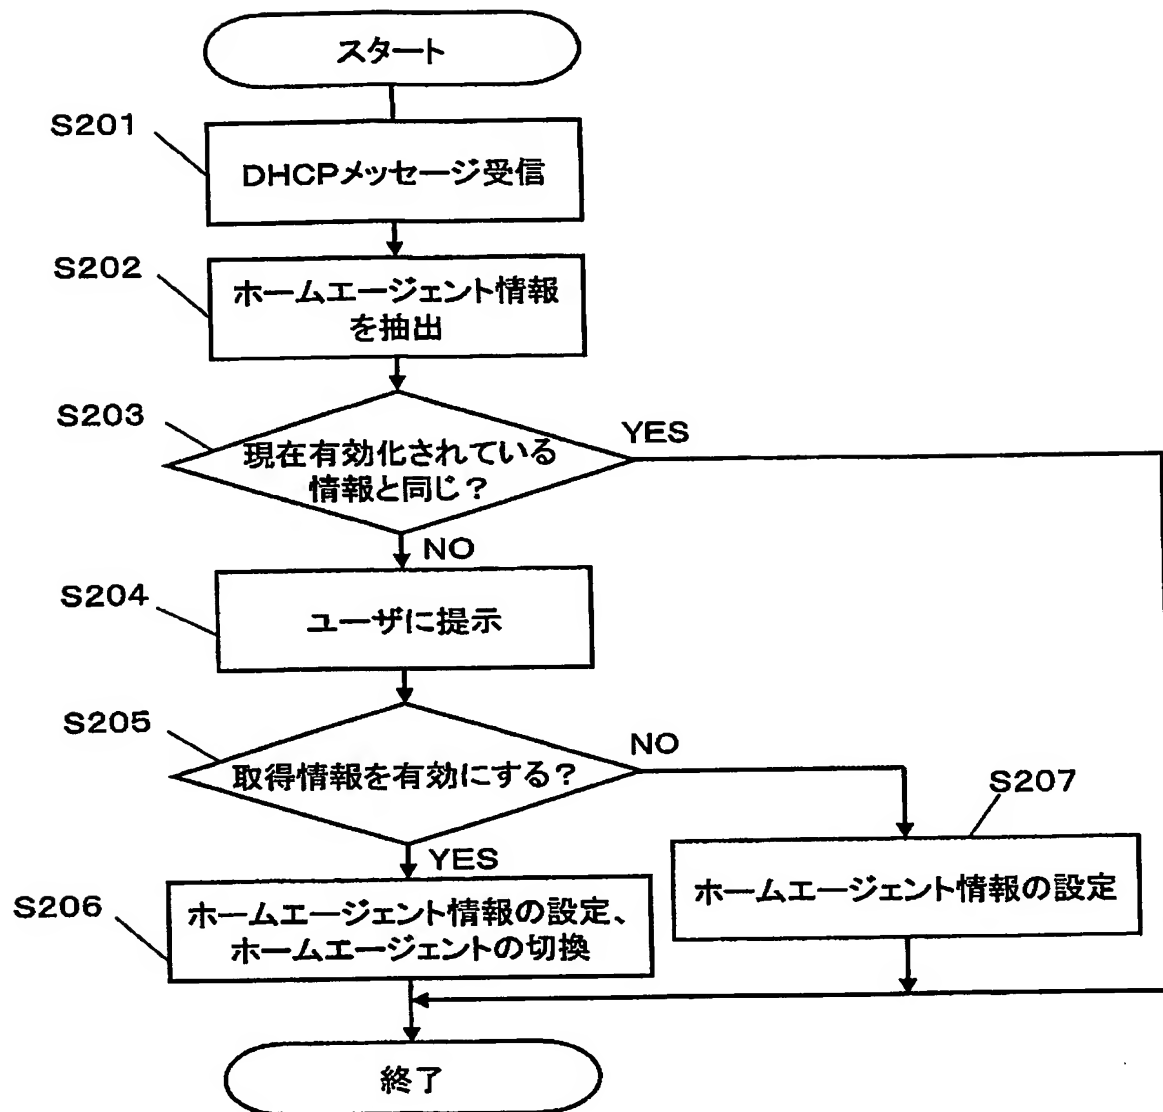 スタート
S201
DHCPメッセージ受信
S202
ホームエージェント情報
を抽出
S203
現在有効化されている
情報と同じ？
YES
NO
S204
ユーザに提示
S205
取得情報を有効にする？
NO
YES
S207
ホームエージェント情報の設定
S206
ホームエージェント情報の設定、
ホームエージェントの切換
終了